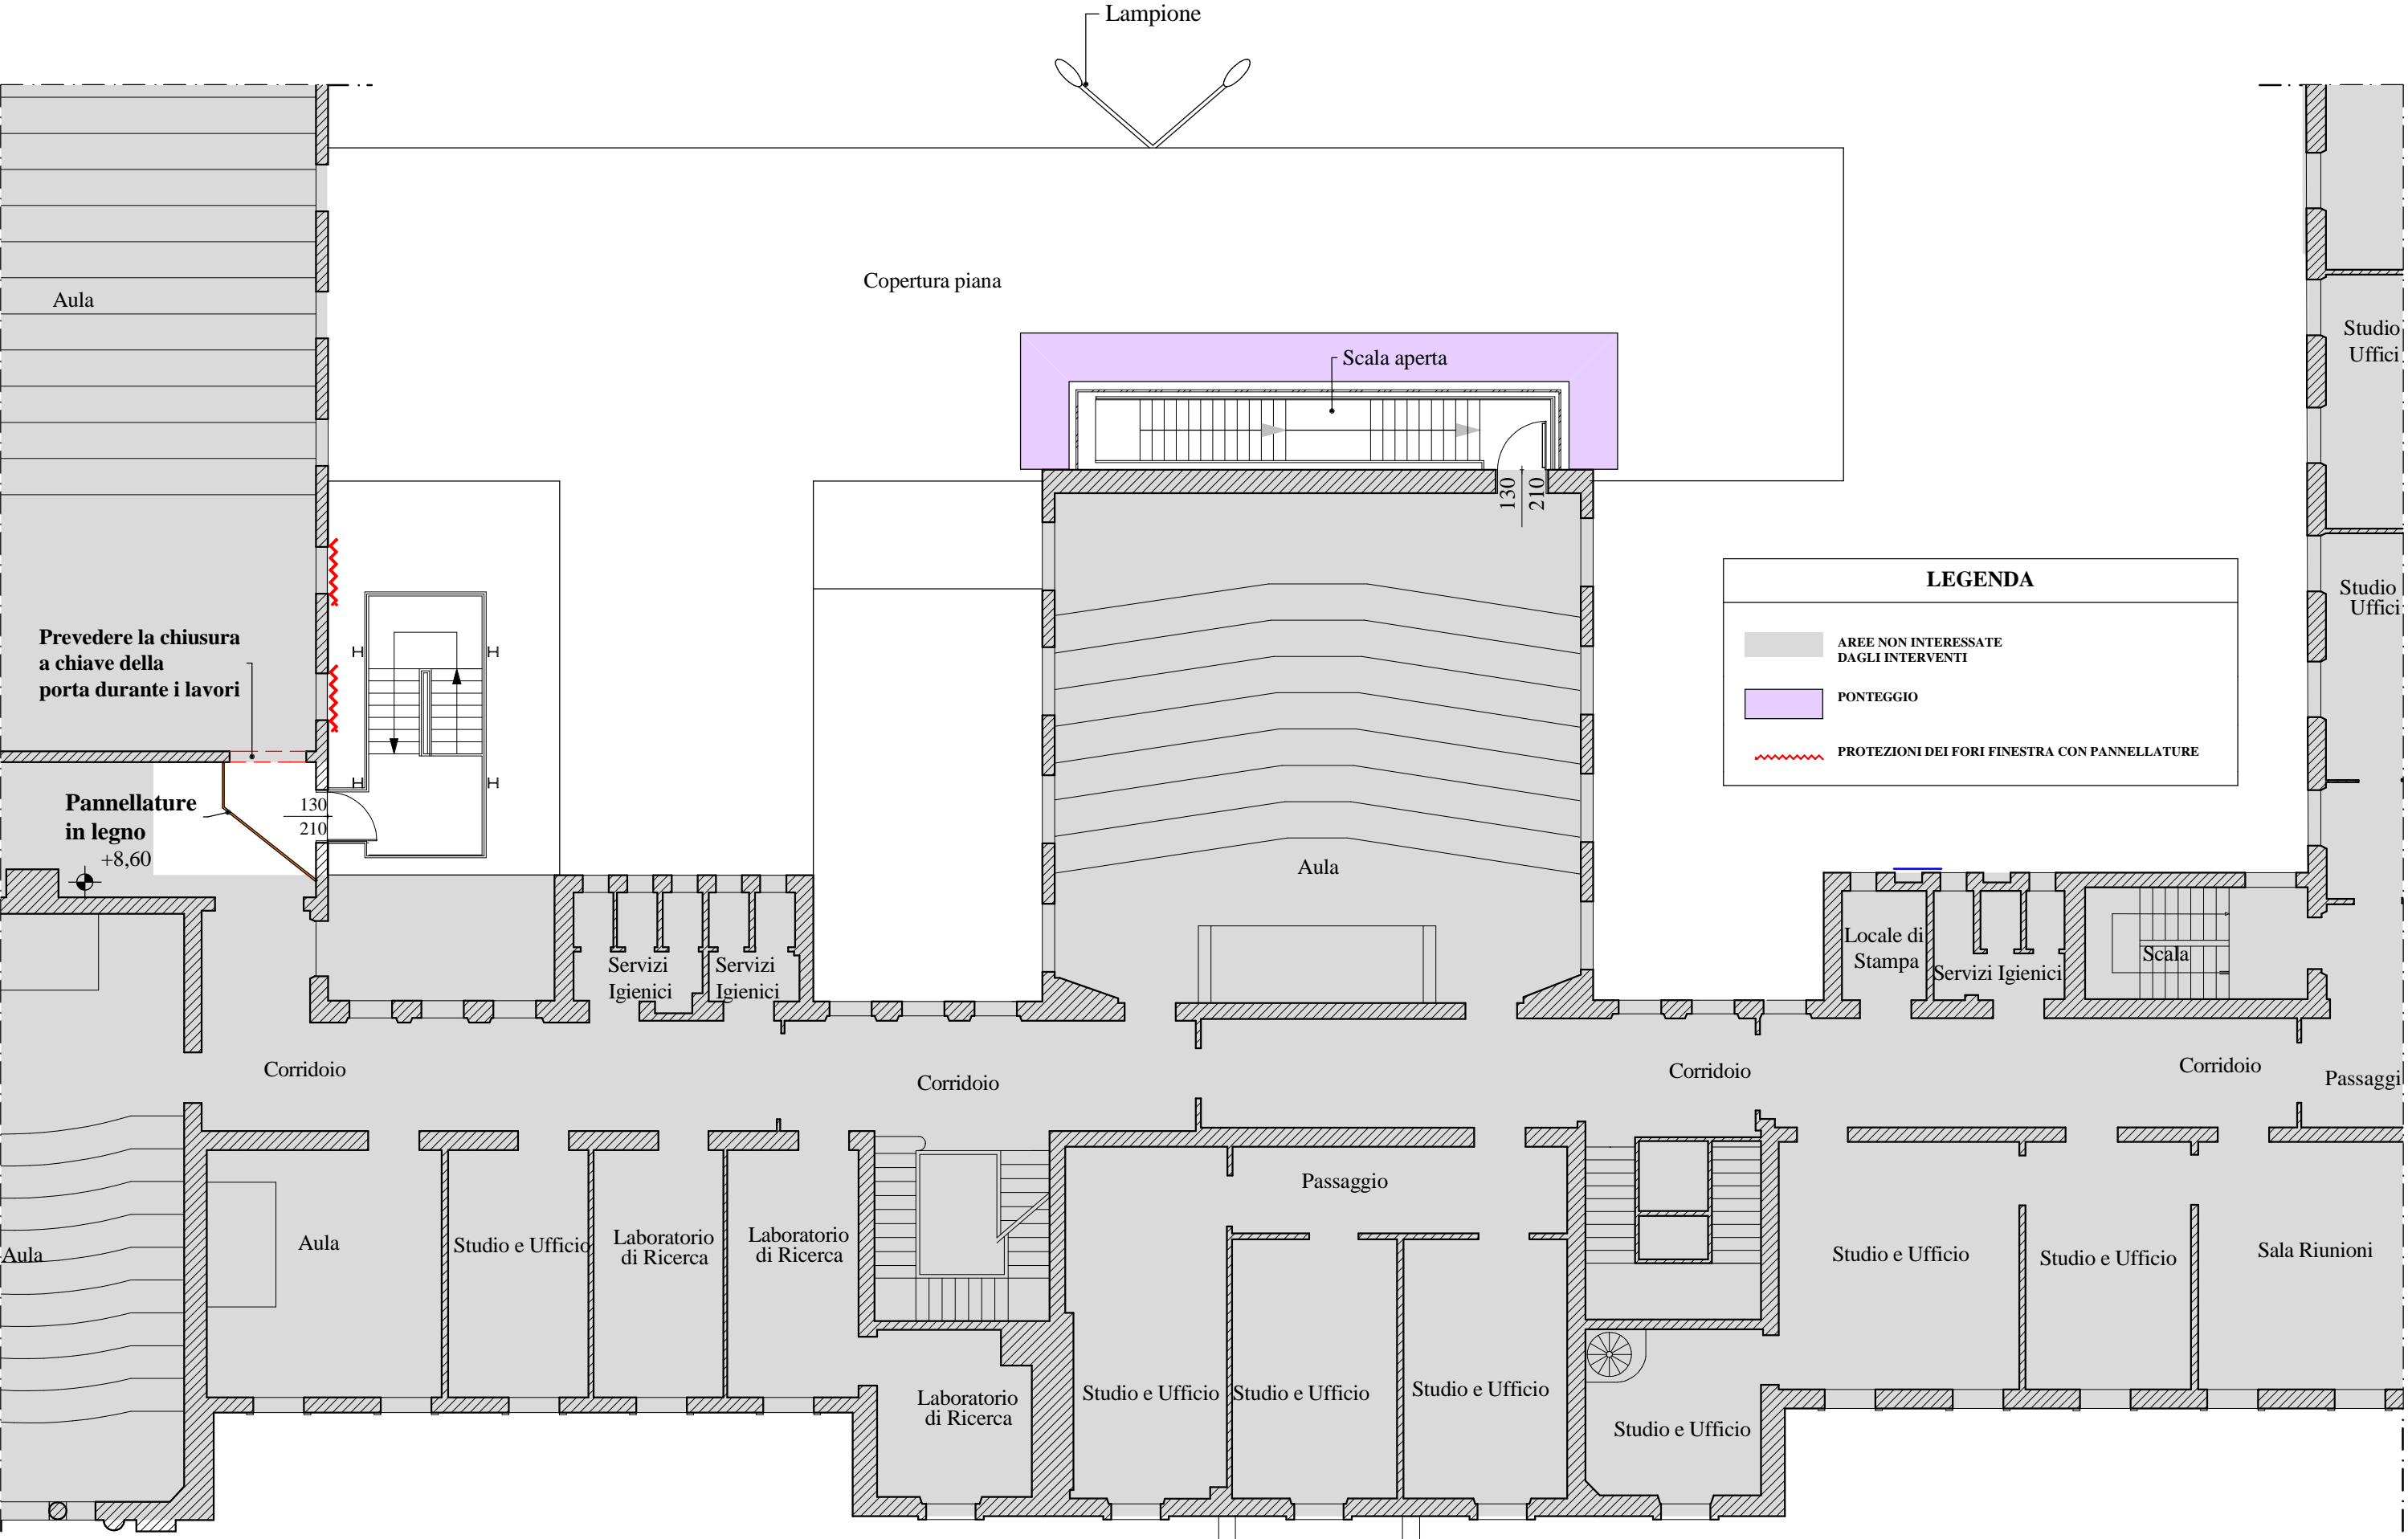 Lampione
Copertura piana
Aula
Scala aperta
Studio
Uffici
130
210
LEGENDA
AREE NON INTERESSATE
DAGLI INTERVENTI
PONTEGGIO
PROTEZIONI DEI FORI FINESTRA CON PANNELLATURE
Studio
Uffici
Prevedere la chiusura
a chiave della
porta durante i lavori
Pannellature
in legno
+8,60
130
210
Aula
Servizi
Igienici
Servizi
Igienici
Locale di
Stampa
Servizi Igienici
Scala
Corridoio
Corridoio
Corridoio
Corridoio
Passaggi
Passaggio
Aula
Aula
Studio e Ufficio
Laboratorio
di Ricerca
Laboratorio
di Ricerca
Studio e Ufficio
Studio e Ufficio
Sala Riunioni
Laboratorio
di Ricerca
Studio e Ufficio
Studio e Ufficio
Studio e Ufficio
Studio e Ufficio